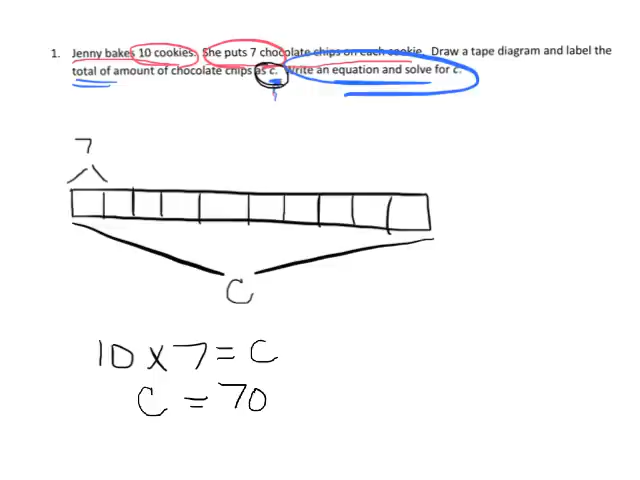 1. Jenny bakes 10 cookies. She puts 7 chocolate chips on each cookie. Draw a tape diagram and label the
total of amount of chocolate chips as c. Write an equation and solve for c.
7
C
10 x 7 = C
C = 70